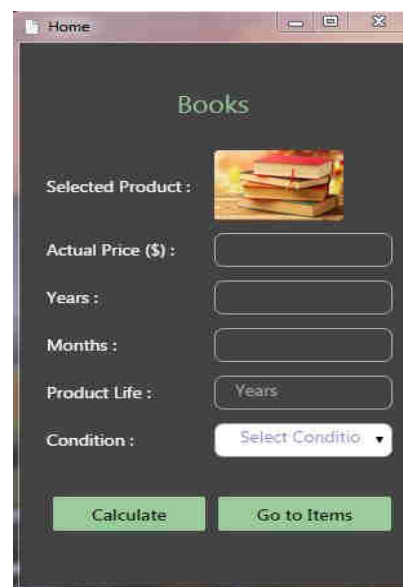 Home
Books
Selected Product :
Actual Price ($) :
Years :
Months :
Product Life : Years
Condition : Select Conditio
Calculate Go to Items